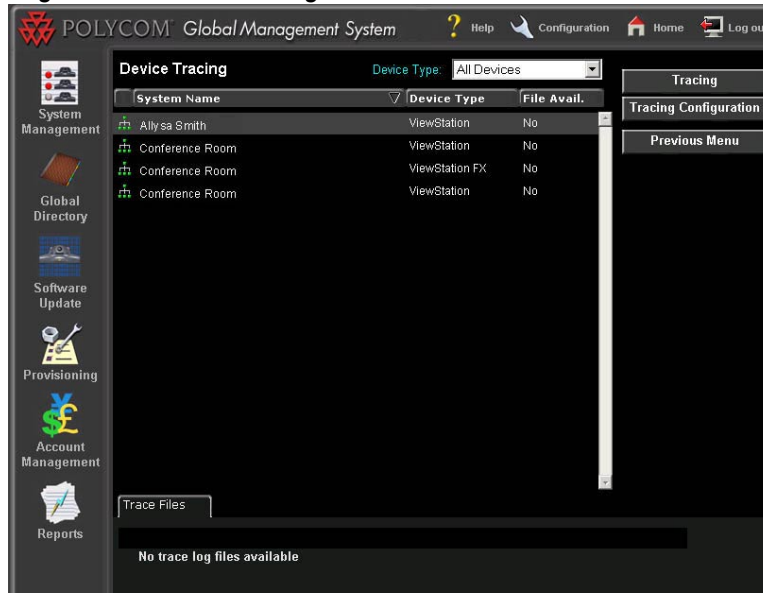 POLYCOM Global Management System
? Help
Configuration
Home
Log ou
System Management
Global Directory
Software Update
Provisioning
Account Management
Reports
Device Tracing
Device Type: All Devices
System Name Device Type File Avail.
Allysa Smith ViewStation No
Conference Room ViewStation No
Conference Room ViewStation FX No
Conference Room ViewStation No
Trace Files
No trace log files available
Tracing
Tracing Configuration
Previous Menu